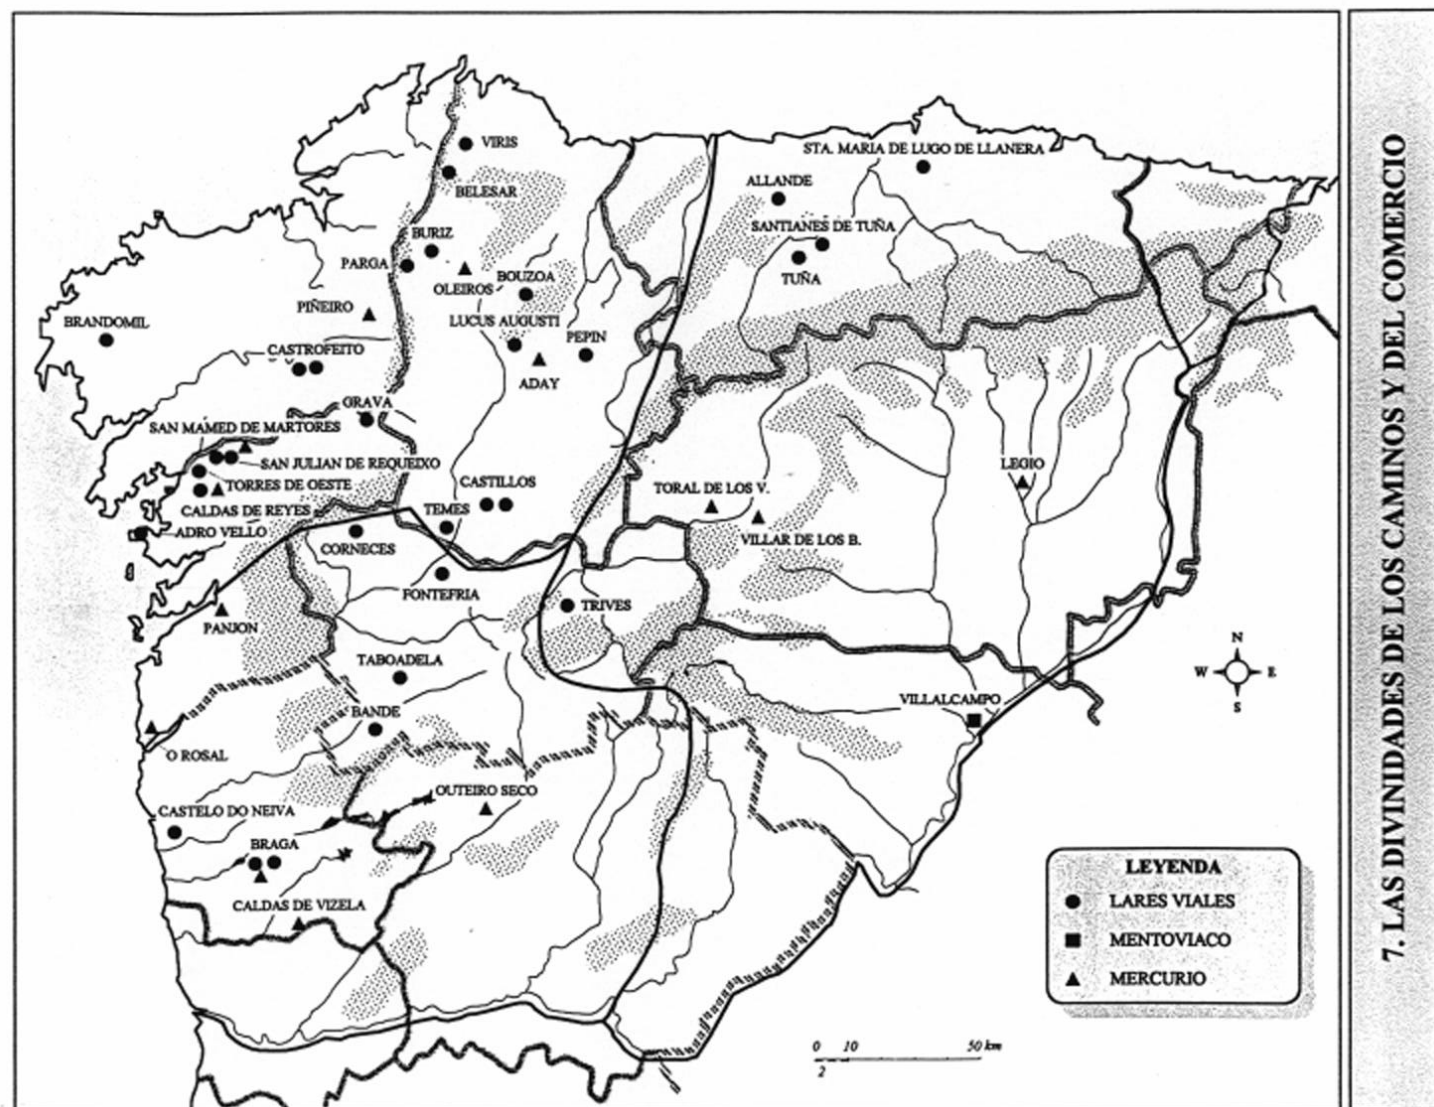 VIRIS
BELESAR
STA. MARIA DE LUGO DE LLANERA
ALLANDE
SANTIANES DE TUÑA
TUÑA
BURIZ
PARGA
OLEIROS
BOUZOA
PIÑEIRO
LUCUS AUGUSTI
BRANDOMIL
PEPIN
CASTROFEITO
ADAY
GRAVA
SAN MAMED DE MARTORES
SAN JULIAN DE REQUEIXO
TORRES DE OESTE
CALDAS DE REYES
ADRO VELLO
CASTILLOS
TEMES
CORNECES
LEGIO
TORAL DE LOS V.
VILLAR DE LOS B.
FONTEFRIA
TRIVES
PANJON
TABOADELA
N
W E
S
VILLALCAMPO
BANDE
O ROSAL
OUTEIRO SECO
CASTELO DO NEIVA
BRAGA
CALDAS DE VIZELA
LEYENDA
LARES VIALES
MENTOVIACO
MERCURIO
0 10 50 km
2
7. LAS DIVINIDADES DE LOS CAMINOS Y DEL COMERCIO